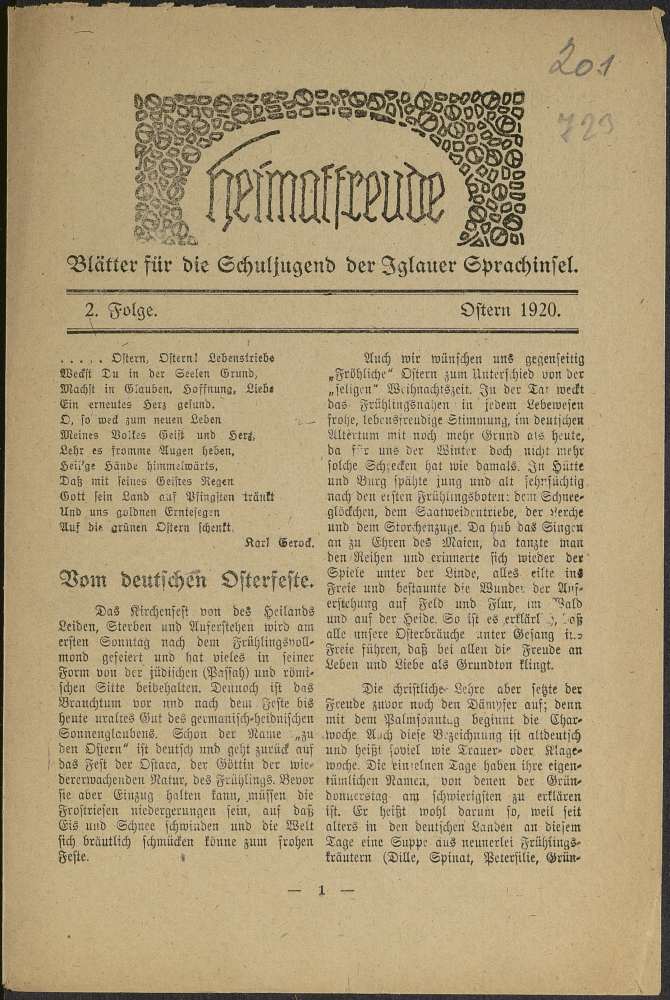 201
723
Heimatfreude
Blätter für die Schuljugend der Iglauer Sprachinsel.
2. Folge.
Ostern 1920.
. . . . . Ostern, Ostern! Lebenstriebe
Weckst Du in der Seelen Grund,
Machst in Glauben, Hoffnung, Liebe
Ein erneutes Herz gesund.
O, so weck zum neuen Leben
Meines Volkes Geist und Herz,
Lehr es fromme Augen heben,
Heil'ge Hände himmelwärts,
Daß mit seines Geistes Regen
Gott sein Land auf Pfingsten tränkt
Und uns goldnen Erntesegen
Auf die grünen Ostern schenkt.
Karl Gerock.
Vom deutschen Osterfeste.
Das Kirchenfest von des Heilands
Leiden, Sterben und Auferstehen wird am
ersten Sonntag nach dem Frühlingsvoll-
mond gefeiert und hat vieles in seiner
Form von der jüdischen (Passah) und römi-
schen Sitte beibehalten. Dennoch ist das
Brauchtum vor und nach dem Feste bis
heute uraltes Gut des germanisch-heidnischen
Sonnenglaubens. Schon der Name „zu
den Ostern" ist deutsch und geht zurück auf
das Fest der Ostara, der Göttin der wie-
dererwachenden Natur, des Frühlings. Bevor
sie aber Einzug halten kann, müssen die
Frostriesen niedergerungen sein, auf daß
Eis und Schnee schwinden und die Welt
sich bräutlich schmücken könne zum frohen
Feste.
Auch wir wünschen uns gegenseitig
„Fröhliche" Ostern zum Unterschied von der
„seligen" Weihnachtszeit. In der Tat weckt
das Frühlingsnahen in jedem Lebewesen
frohe, lebensfreudige Stimmung, im deutschen
Altertum mit noch mehr Grund als heute,
da für uns der Winter doch nicht mehr
solche Schrecken hat wie damals. In Hütte
und Burg spähte jung und alt sehnsüchtig
nach den ersten Frühlingsboten: dem Schnee-
glöckchen, dem Saatweidentriebe, der Lerche
und dem Storchenzuge. Da hub das Singen
an zu Ehren des Maien, da tanzte man
den Reihen und erinnerte sich wieder der
Spiele unter der Linde, alles eilte ins
Freie und bestaunte die Wunder der Auf-
erstehung auf Feld und Flur, im Wald
und auf der Heide. So ist es erklärlich, daß
alle unsere Osterbräuche unter Gesang ins
Freie führen, daß bei allen die Freude an
Leben und Liebe als Grundton klingt.
Die christliche Lehre aber setzte der
Freude zuvor noch den Dämpfer auf; denn
mit dem Palmsonntag beginnt die Char-
woche. Auch diese Bezeichnung ist altdeutsch
und heißt soviel wie Trauer- oder Klage-
woche. Die einzelnen Tage haben ihre eigen-
tümlichen Namen, von denen der Grün-
donnerstag am schwierigsten zu erklären
ist. Er heißt wohl darum so, weil seit
alters in den deutschen Landen an diesem
Tage eine Suppe aus neunerlei Frühlings-
kräutern (Dille, Spinat, Petersilie, Grün-
— 1 —